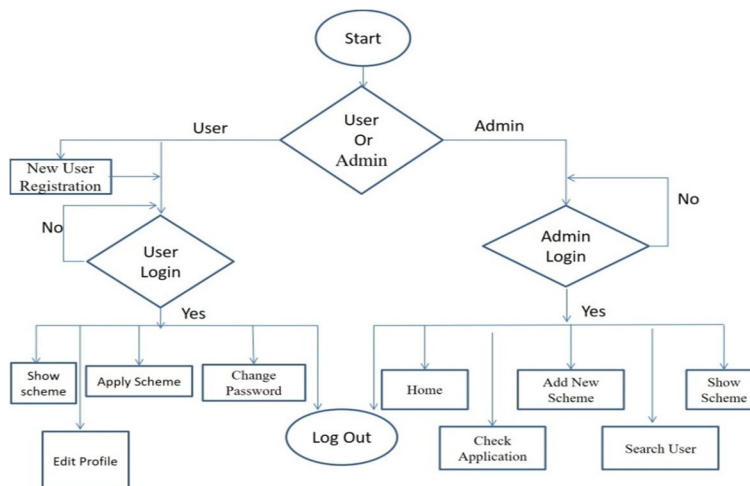 Start
User
Or
Admin
User
Admin
New User
Registration
No
User
Login
Yes
Admin
Login
No
Yes
Show
scheme
Apply Scheme
Change
Password
Edit Profile
Log Out
Home
Check
Application
Add New
Scheme
Search User
Show
Scheme